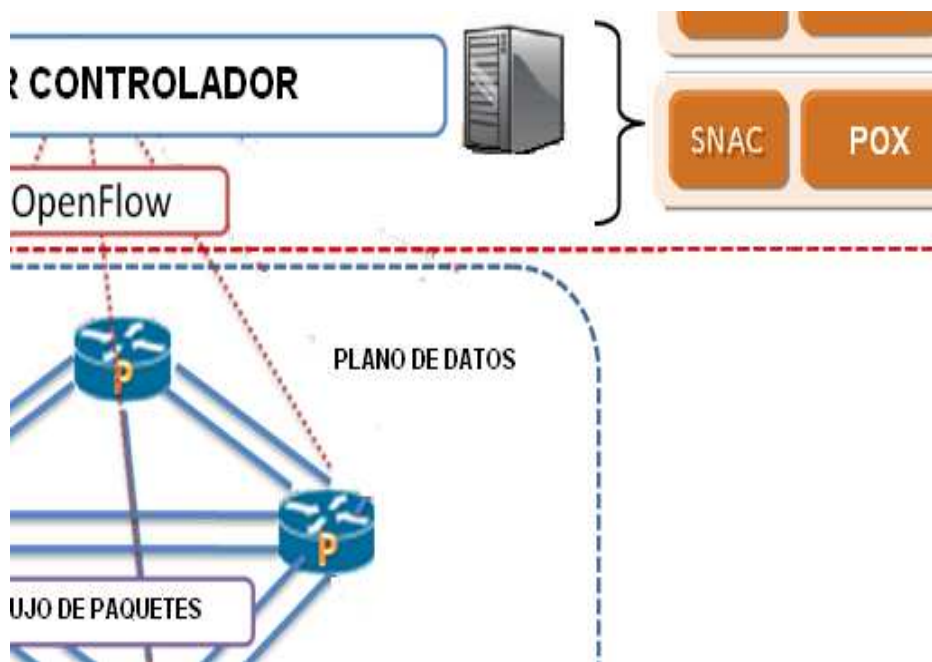 R CONTROLADOR
SNAC
POX
OpenFlow
PLANO DE DATOS
P
P
UJO DE PAQUETES